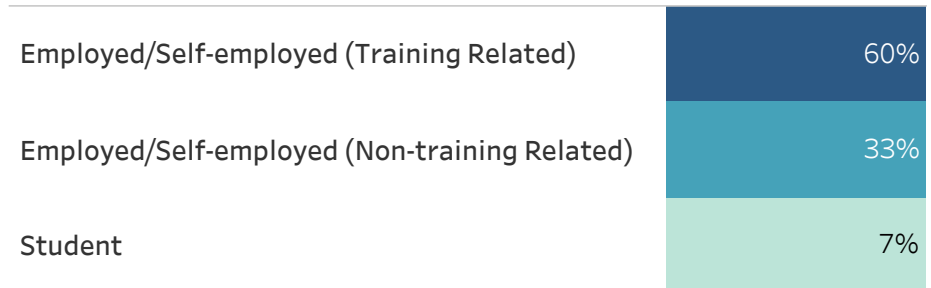 Employed/Self-employed (Training Related) 60%
Employed/Self-employed (Non-training Related) 33%
Student 7%